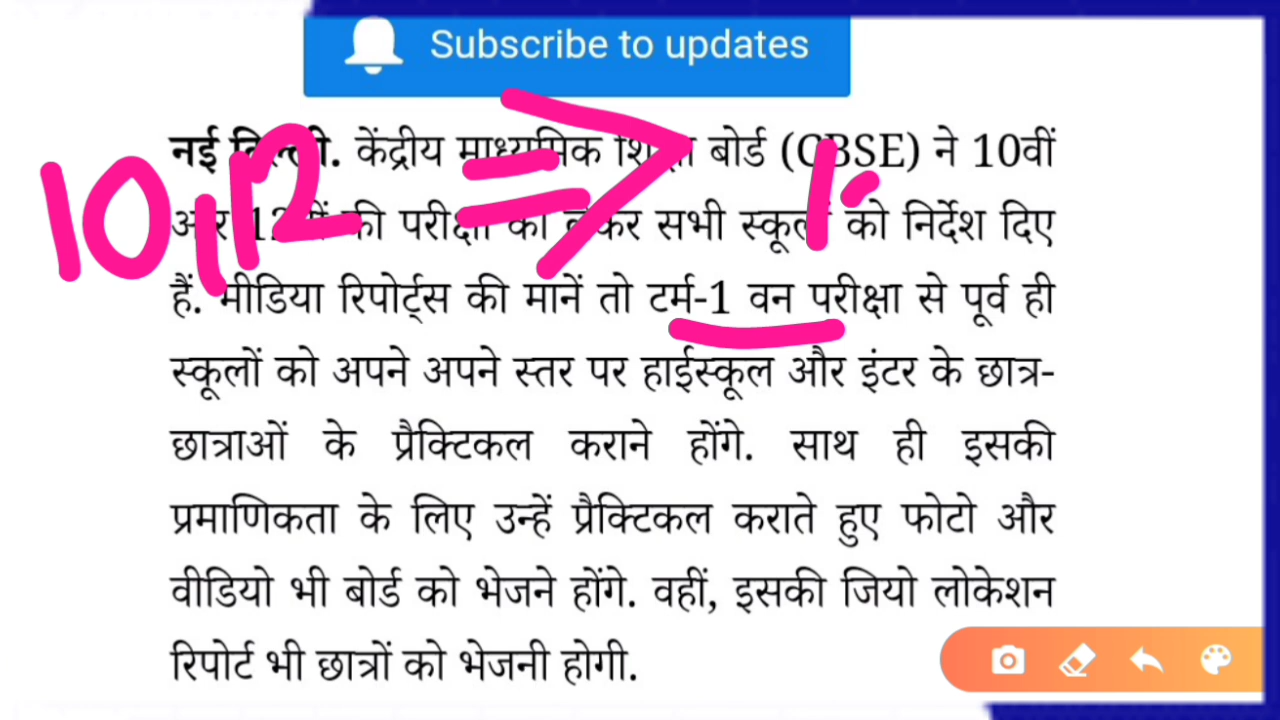 Subscribe to updates
नई दिल्ली. केंद्रीय माध्यमिक शिक्षा बोर्ड (CBSE) ने 10वीं
और 12वीं की परीक्षा को लेकर सभी स्कूलों को निर्देश दिए
हैं. मीडिया रिपोर्ट्स की मानें तो टर्म-1 वन परीक्षा से पूर्व ही
स्कूलों को अपने अपने स्तर पर हाईस्कूल और इंटर के छात्र-
छात्राओं के प्रैक्टिकल कराने होंगे. साथ ही इसकी
प्रमाणिकता के लिए उन्हें प्रैक्टिकल कराते हुए फोटो और
वीडियो भी बोर्ड को भेजने होंगे. वहीं, इसकी जियो लोकेशन
रिपोर्ट भी छात्रों को भेजनी होगी.
10,12 => 1